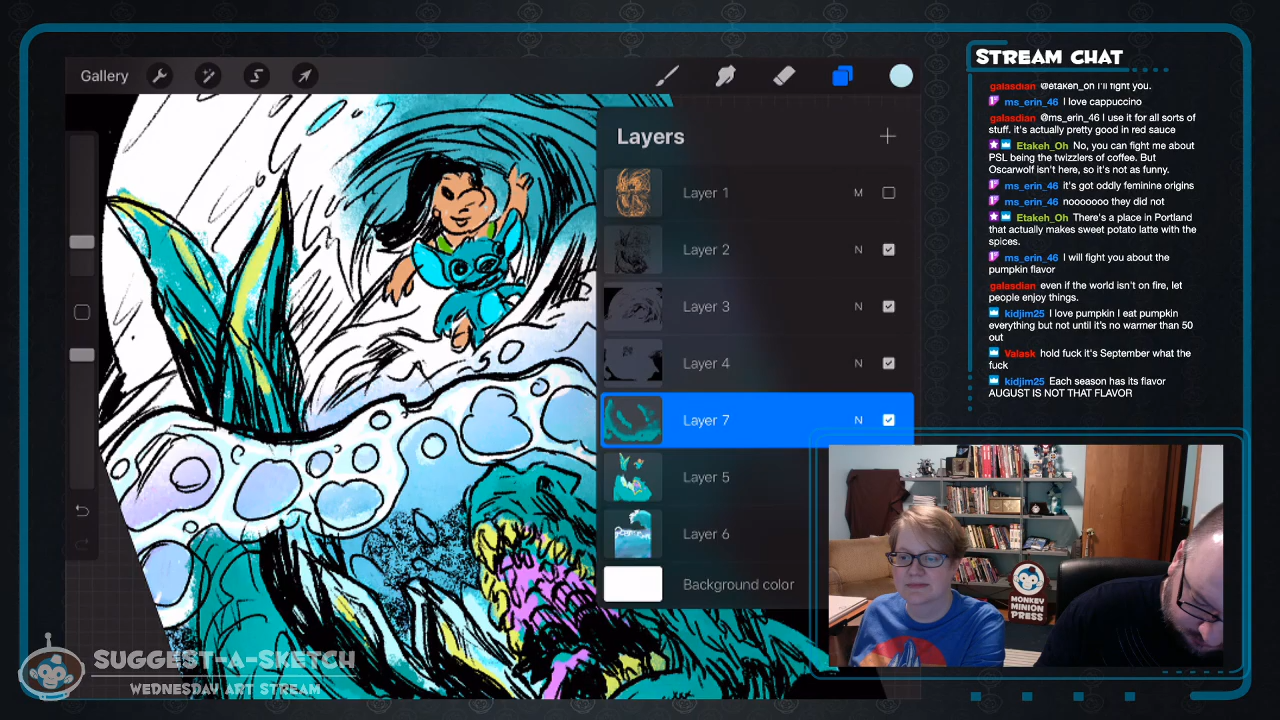 Gallery
Layers
Layer 1
M
Layer 2
N
Layer 3
N
Layer 4
N
Layer 7
N
Layer 5
Layer 6
Background color
STREAM CHAT
galasdian @etaken_on I'll fight you.
ms_erin_46 I love cappuccino
galasdian @ms_erin_46 I use it for all sorts of
stuff. it's actually pretty good in red sauce
Etakeh_Oh No, you can fight me about
PSL being the twizzlers of coffee. But
Oscarwolf isn't here, so it's not as funny.
ms_erin_46 it's got oddly feminine origins
ms_erin_46 nooooooo they did not
Etakeh_Oh There's a place in Portland
that actually makes sweet potato latte with the
spices.
ms_erin_46 I will fight you about the
pumpkin flavor
galasdian even if the world isn't on fire, let
people enjoy things.
kidjim25 I love pumpkin I eat pumpkin
everything but not until it's no warmer than 50
out
Valask hold fuck it's September what the
fuck
kidjim25 Each season has its flavor
AUGUST IS NOT THAT FLAVOR
MONKEY
MINION
PRESS
SUGGEST-A-SKETCH
WEDNESDAY ART STREAM